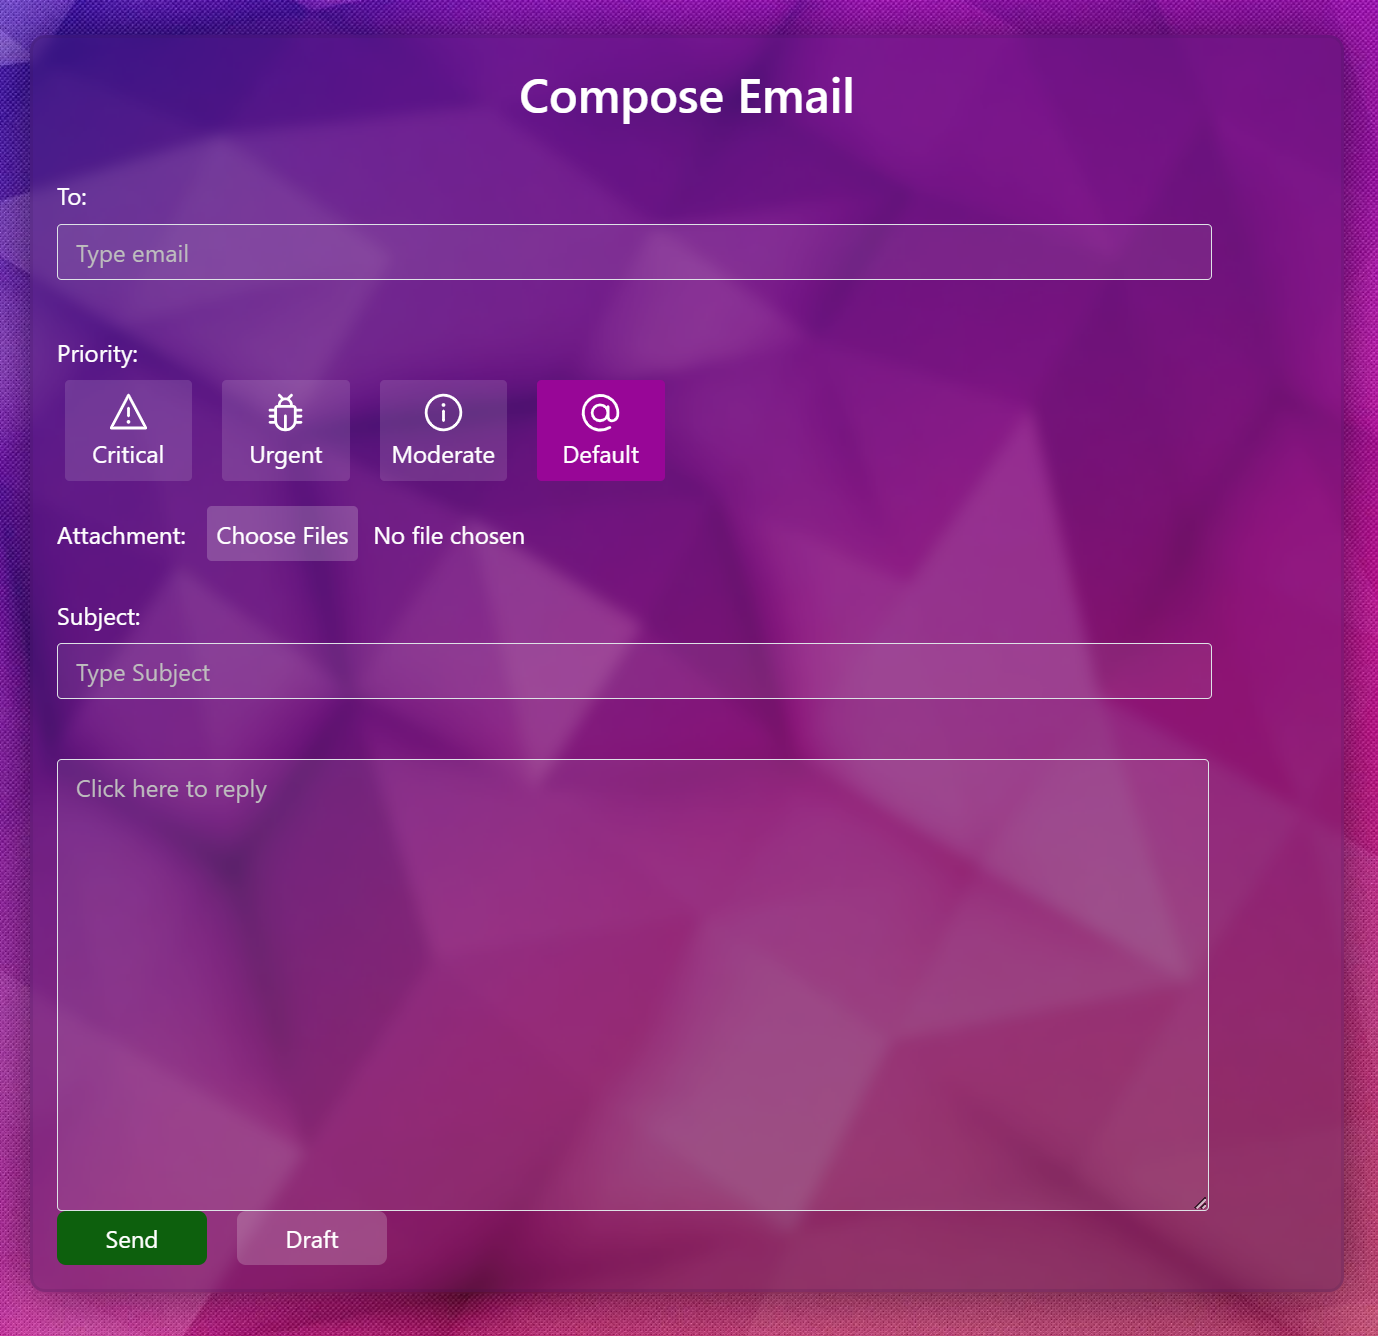 Compose Email
To:
Type email
Priority:
Critical Urgent Moderate Default
Attachment: Choose Files No file chosen
Subject:
Type Subject
Click here to reply
Send Draft